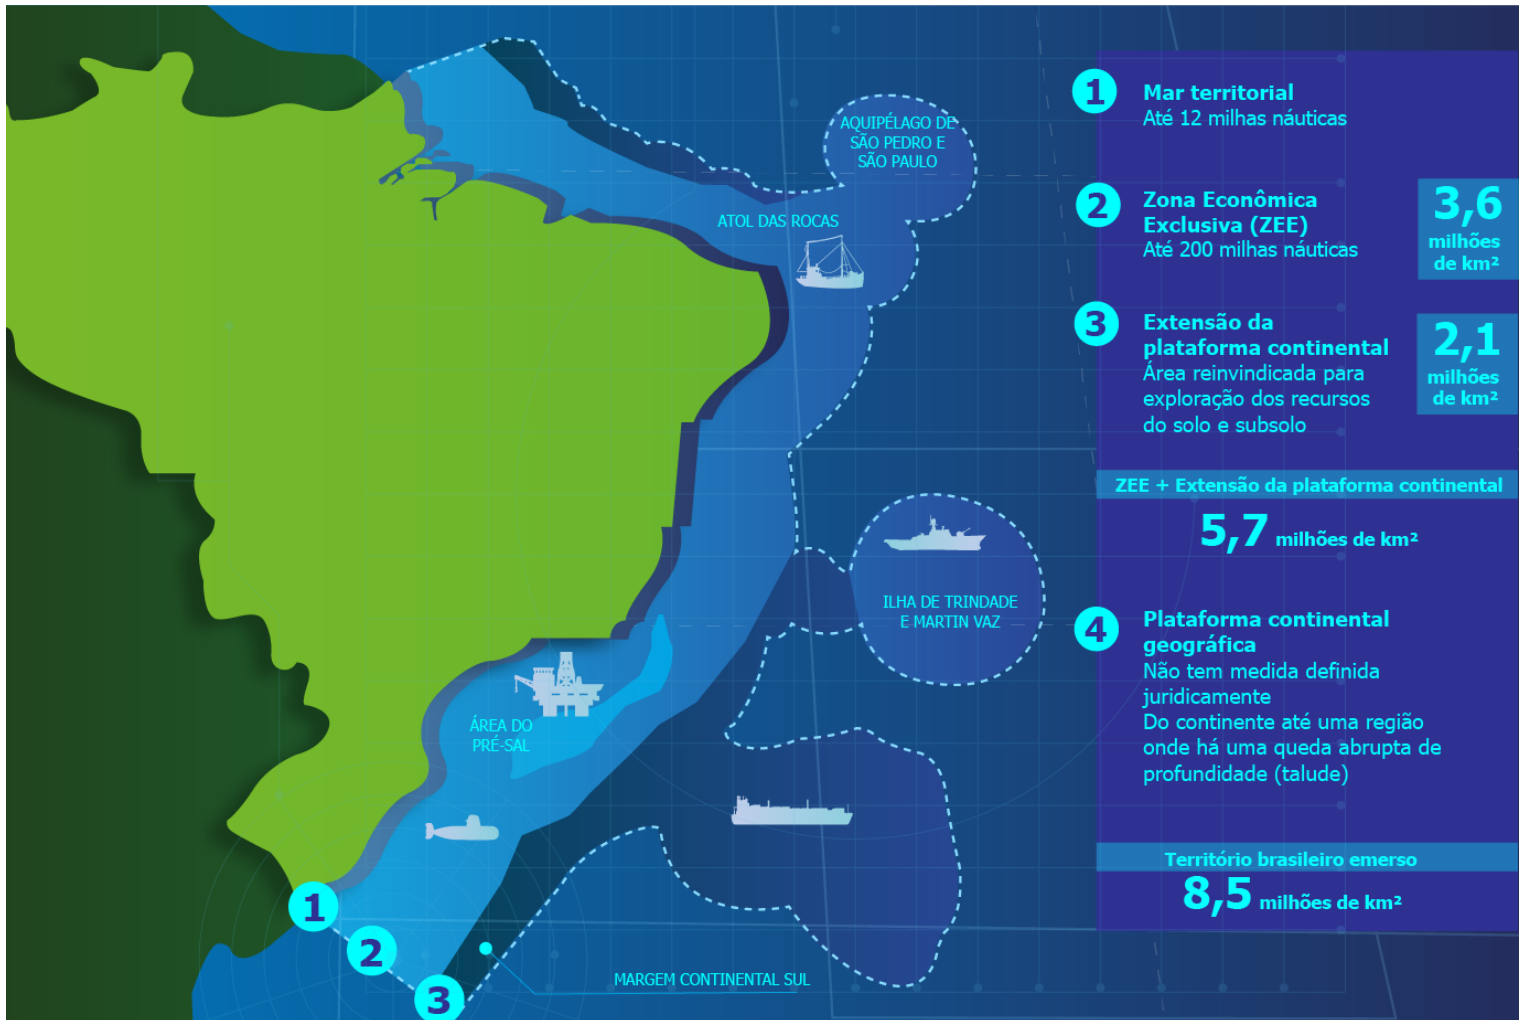 AQUIPÉLAGO DE
SÃO PEDRO E
SÃO PAULO
ATOL DAS ROCAS
ILHA DE TRINDADE
E MARTIN VAZ
ÁREA DO
PRÉ-SAL
MARGEM CONTINENTAL SUL
1
2
3
1
Mar territorial
Até 12 milhas náuticas
2
Zona Econômica
Exclusiva (ZEE)
Até 200 milhas náuticas
3,6
milhões
de km²
3
Extensão da
plataforma continental
Área reinvindicada para
exploração dos recursos
do solo e subsolo
2,1
milhões
de km²
ZEE + Extensão da plataforma continental
5,7 milhões de km²
4
Plataforma continental
geográfica
Não tem medida definida
juridicamente
Do continente até uma região
onde há uma queda abrupta de
profundidade (talude)
Território brasileiro emerso
8,5 milhões de km²